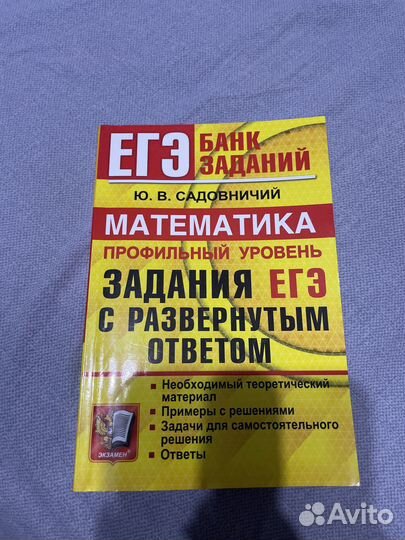 ЕГЭ
БАНК
ЗАДАНИЙ
Ю. В. САДОВНИЧИЙ
МАТЕМАТИКА
ПРОФИЛЬНЫЙ УРОВЕНЬ
ЗАДАНИЯ ЕГЭ
С РАЗВЕРНУТЫМ
ОТВЕТОМ
Необходимый теоретический
материал
Примеры с решениями
Задачи для самостоятельного
решения
Ответы
ЭКЗАМЕН
Avito